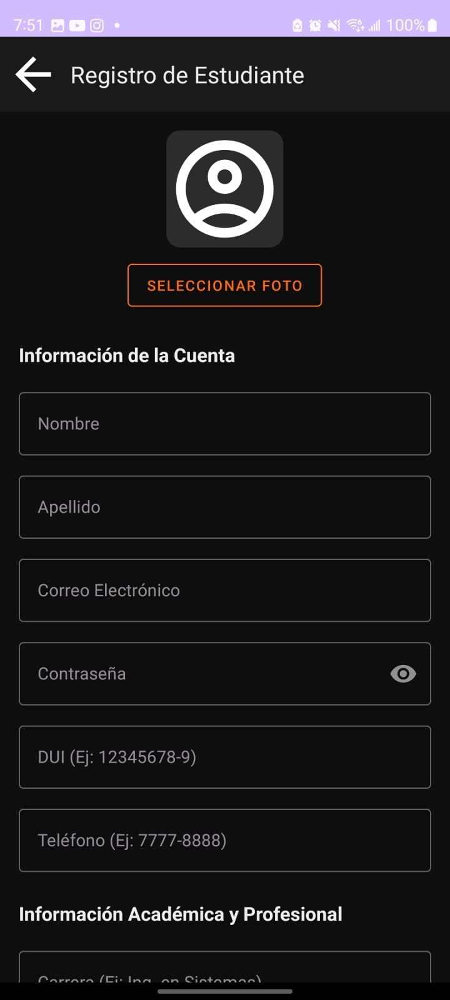 7:51 100%
Registro de Estudiante
SELECCIONAR FOTO
Información de la Cuenta
Nombre
Apellido
Correo Electrónico
Contraseña
DUI (Ej: 12345678-9)
Teléfono (Ej: 7777-8888)
Información Académica y Profesional
Carrera (Ej: Ing. en Sistemas)